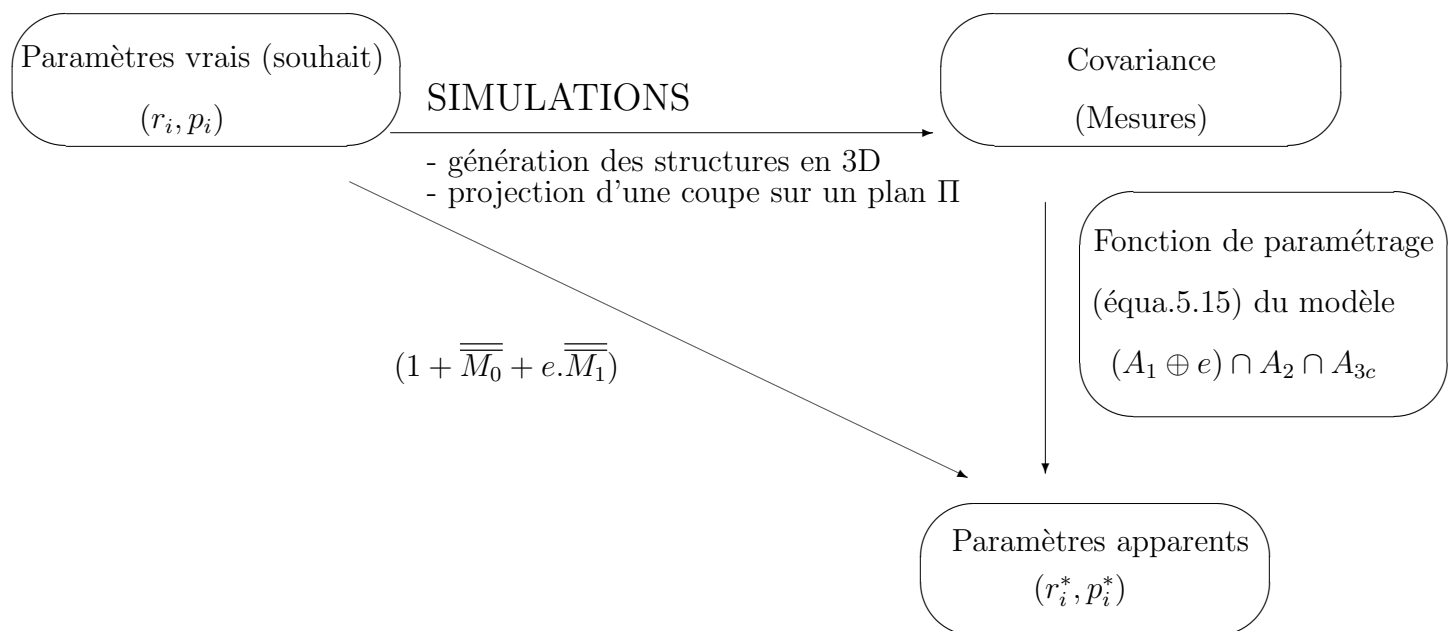 Paramètres vrais (souhait)
(r_i, p_i)
SIMULATIONS
- génération des structures en 3D
- projection d'une coupe sur un plan Π
Covariance
(Mesures)
Fonction de paramétrage
(équa.5.15) du modèle
(A_1 ⊕ e) ∩ A_2 ∩ A_{3c}
(1 + \overline{\overline{M_0}} + e.\overline{\overline{M_1}})
Paramètres apparents
(r_i^*, p_i^*)